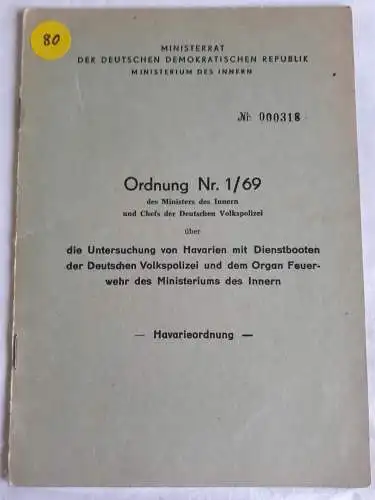 80
MINISTERRAT
DER DEUTSCHEN DEMOKRATISCHEN REPUBLIK
MINISTERIUM DES INNERN
№ 000318
Ordnung Nr. 1/69
des Ministers des Innern
und Chefs der Deutschen Volkspolizei
über
die Untersuchung von Havarien mit Dienstbooten
der Deutschen Volkspolizei und dem Organ Feuer-
wehr des Ministeriums des Innern
— Havarieordnung —